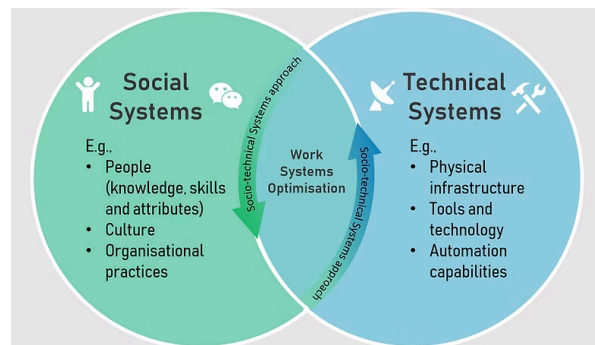 Social
Systems
E.g.,
• People
(knowledge, skills
and attributes)
• Culture
• Organisational
practices
Socio-technical Systems approach
Work
Systems
Optimisation
Socio-technical Systems approach
Technical
Systems
E.g.,
• Physical
infrastructure
• Tools and
technology
• Automation
capabilities